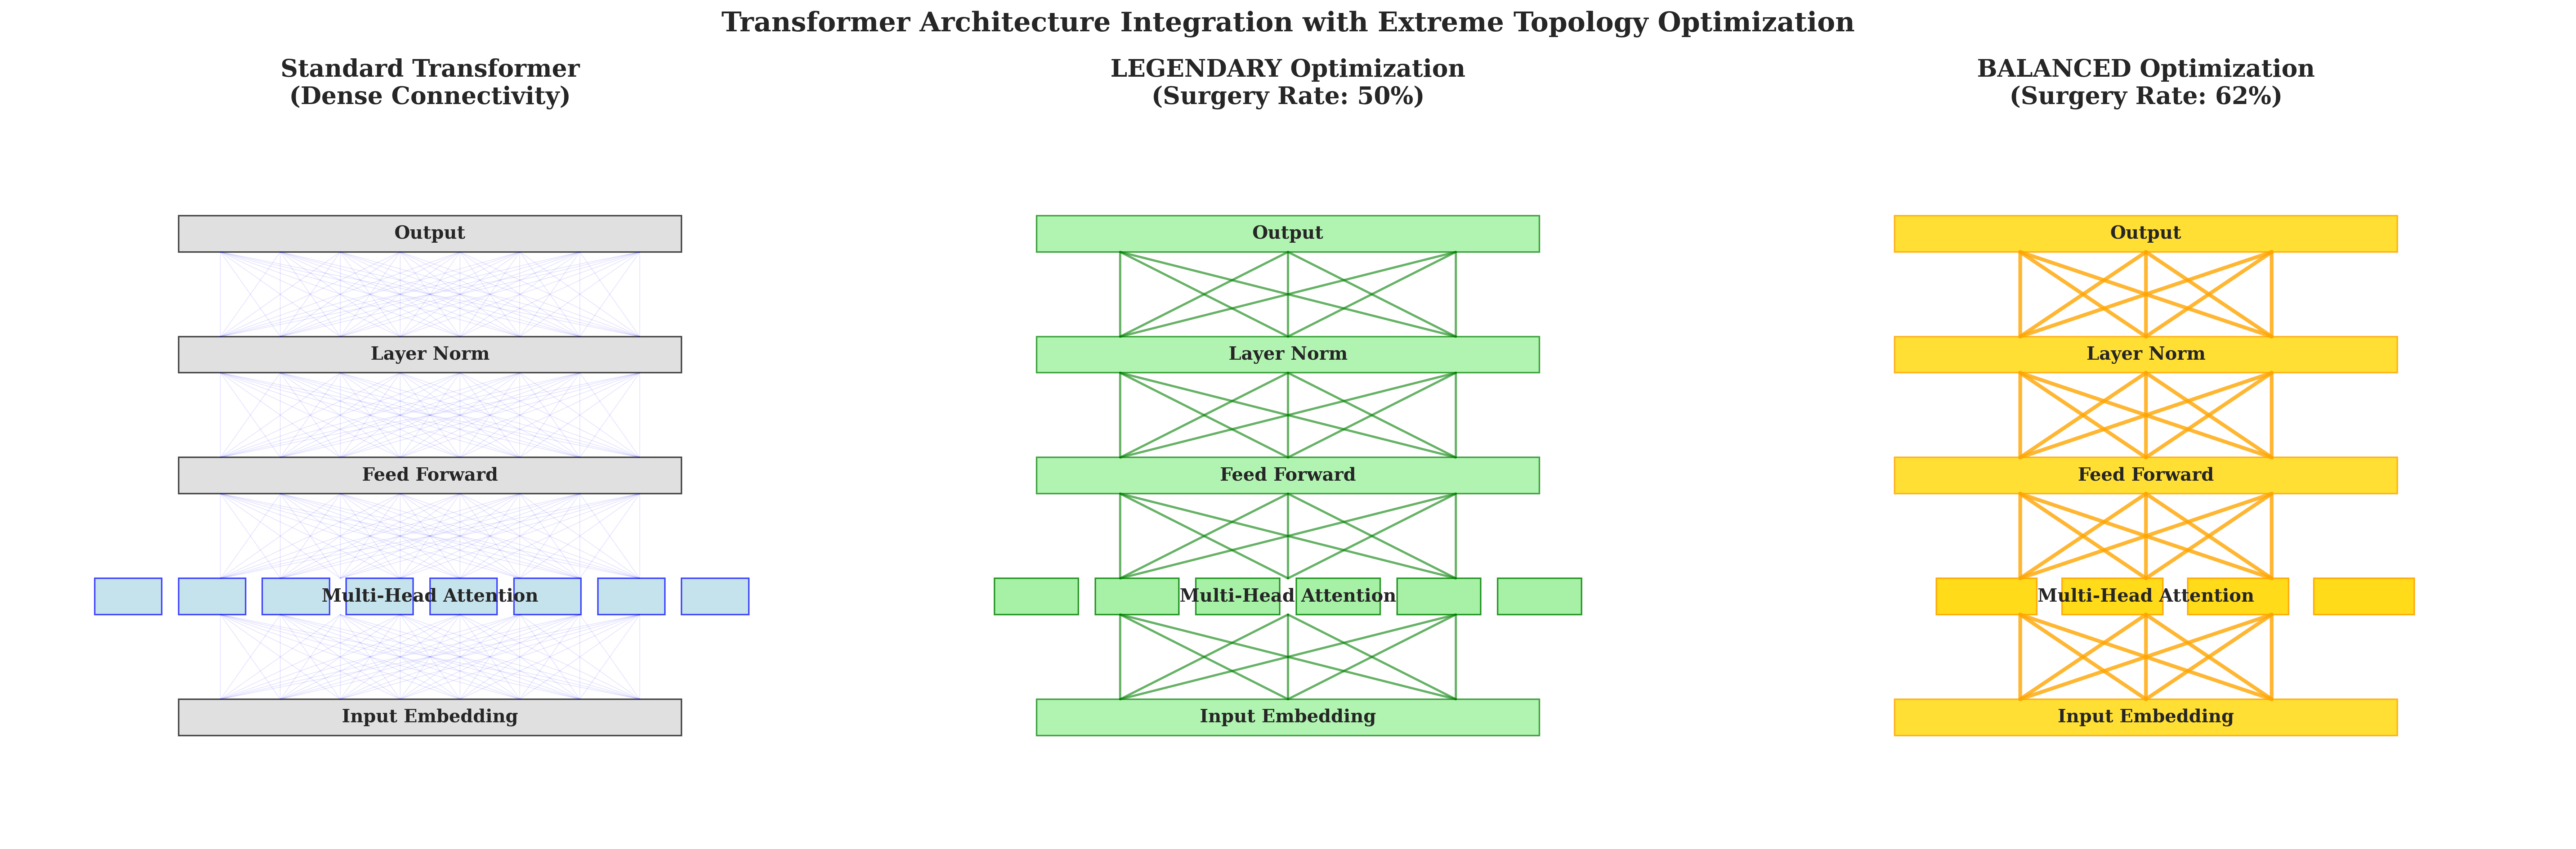 Transformer Architecture Integration with Extreme Topology Optimization
Standard Transformer
(Dense Connectivity)
Output
Layer Norm
Feed Forward
Multi-Head Attention
Input Embedding
LEGENDARY Optimization
(Surgery Rate: 50%)
Output
Layer Norm
Feed Forward
Multi-Head Attention
Input Embedding
BALANCED Optimization
(Surgery Rate: 62%)
Output
Layer Norm
Feed Forward
Multi-Head Attention
Input Embedding